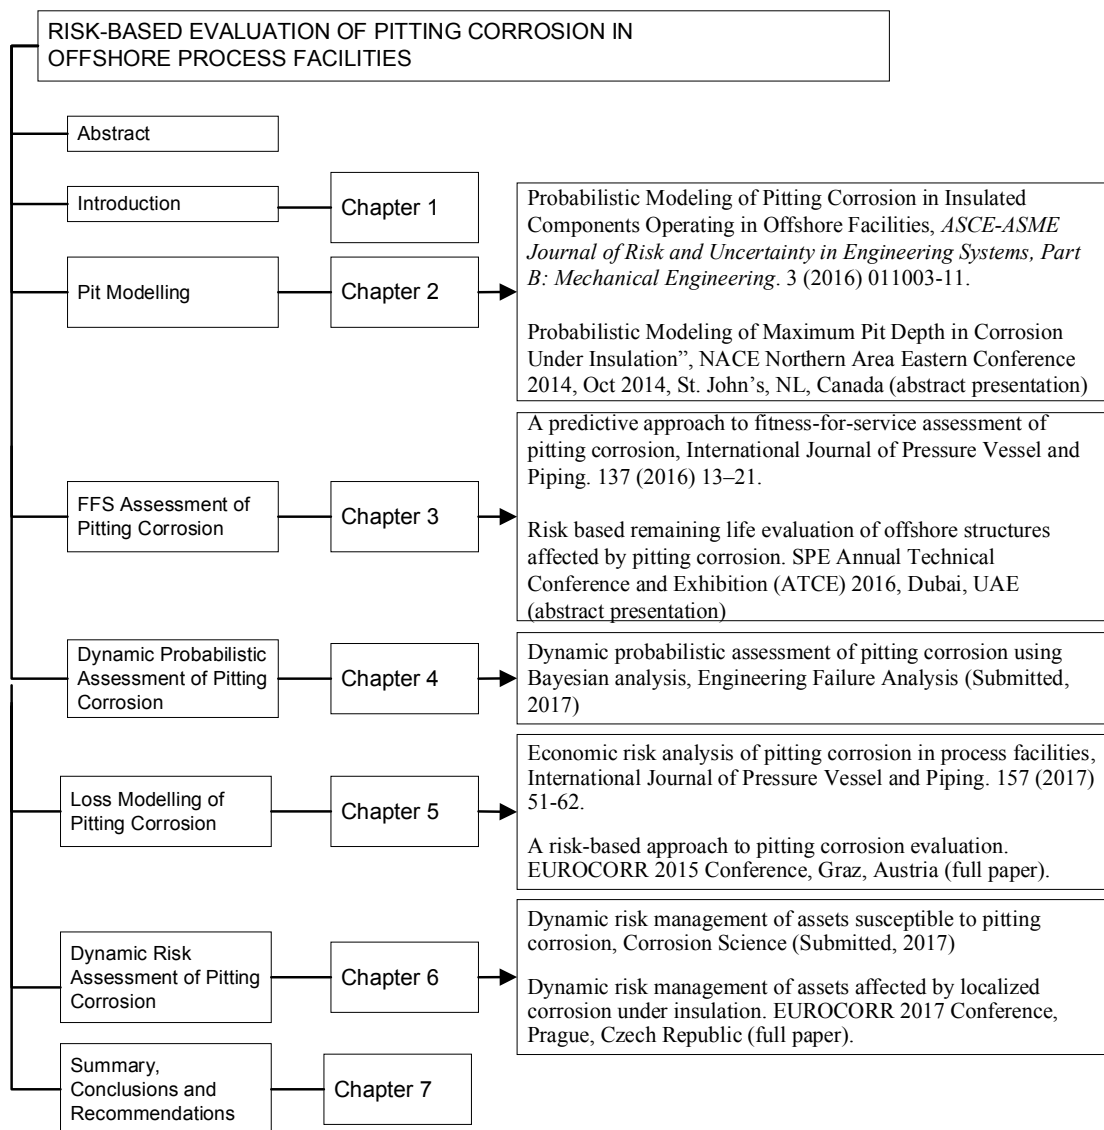 RISK-BASED EVALUATION OF PITTING CORROSION IN
OFFSHORE PROCESS FACILITIES
Abstract
Introduction
Chapter 1
Pit Modelling
Chapter 2
Probabilistic Modeling of Pitting Corrosion in Insulated
Components Operating in Offshore Facilities, ASCE-ASME
Journal of Risk and Uncertainty in Engineering Systems, Part
B: Mechanical Engineering. 3 (2016) 011003-11.
Probabilistic Modeling of Maximum Pit Depth in Corrosion
Under Insulation”, NACE Northern Area Eastern Conference
2014, Oct 2014, St. John’s, NL, Canada (abstract presentation)
FFS Assessment of
Pitting Corrosion
Chapter 3
A predictive approach to fitness-for-service assessment of
pitting corrosion, International Journal of Pressure Vessel and
Piping. 137 (2016) 13–21.
Risk based remaining life evaluation of offshore structures
affected by pitting corrosion. SPE Annual Technical
Conference and Exhibition (ATCE) 2016, Dubai, UAE
(abstract presentation)
Dynamic Probabilistic
Assessment of Pitting
Corrosion
Chapter 4
Dynamic probabilistic assessment of pitting corrosion using
Bayesian analysis, Engineering Failure Analysis (Submitted,
2017)
Loss Modelling of
Pitting Corrosion
Chapter 5
Economic risk analysis of pitting corrosion in process facilities,
International Journal of Pressure Vessel and Piping. 157 (2017)
51-62.
A risk-based approach to pitting corrosion evaluation.
EUROCORR 2015 Conference, Graz, Austria (full paper).
Dynamic Risk
Assessment of Pitting
Corrosion
Chapter 6
Dynamic risk management of assets susceptible to pitting
corrosion, Corrosion Science (Submitted, 2017)
Dynamic risk management of assets affected by localized
corrosion under insulation. EUROCORR 2017 Conference,
Prague, Czech Republic (full paper).
Summary,
Conclusions and
Recommendations
Chapter 7